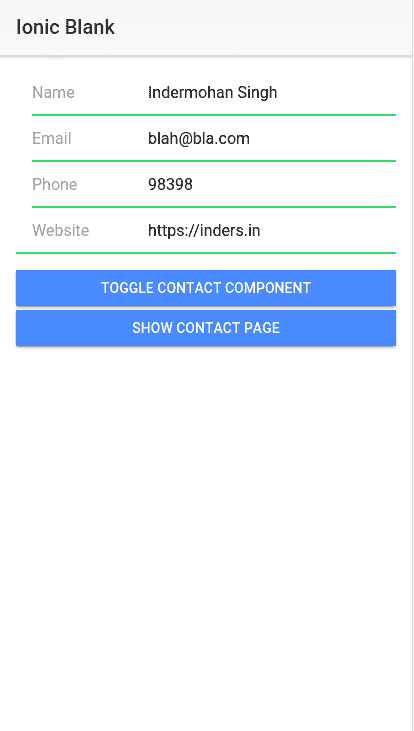 Ionic Blank
Name Indermohan Singh
Email blah@bla.com
Phone 98398
Website https://inders.in
TOGGLE CONTACT COMPONENT
SHOW CONTACT PAGE